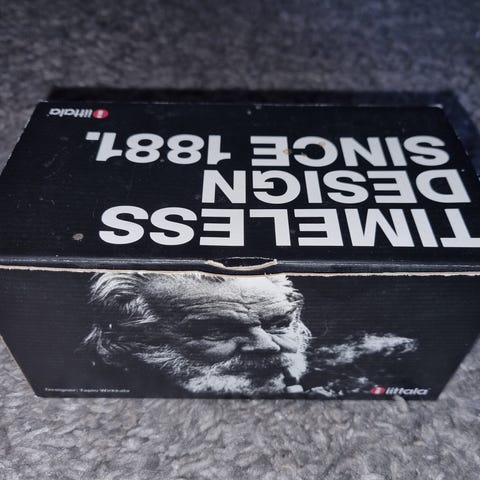 TIMELESS
DESIGN
SINCE 1881.
iittala
Designer: Tapio Wirkkala
iittala